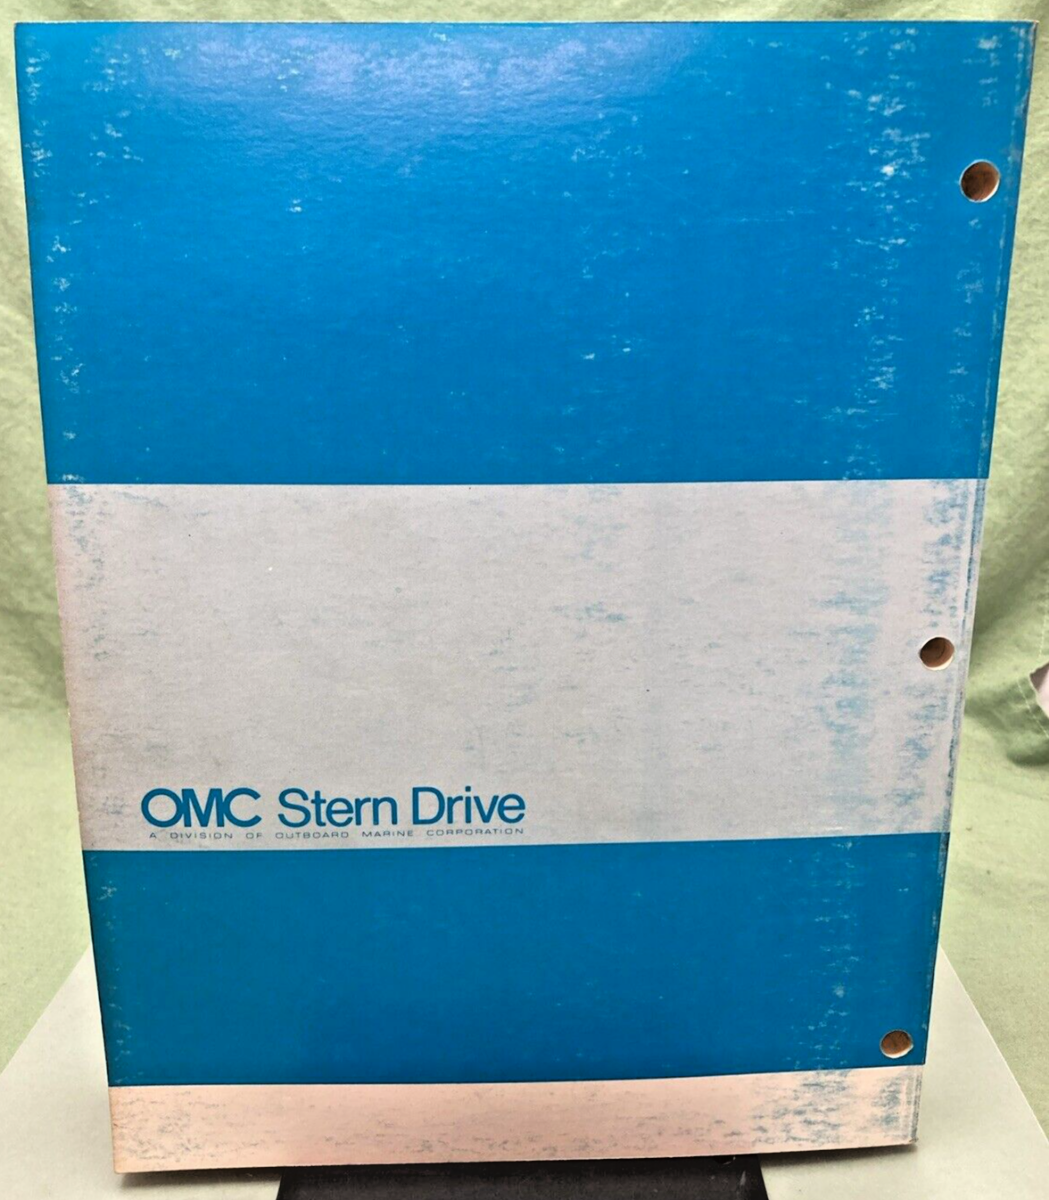 OMC Stern Drive
A DIVISION OF OUTBOARD MARINE CORPORATION